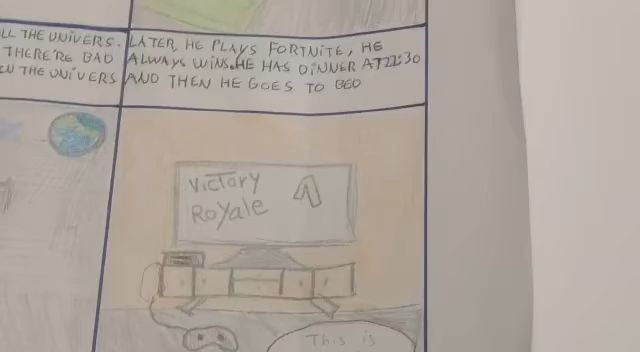 LL THE UNIVERS.
THERE'RE BAD
THE UNIVERS
LATER, HE PLAYS FORTNITE, HE
ALWAYS WINS. HE HAS DINNER AT 22:30
AND THEN HE GOES TO BED
VICTORY
ROYALE
1
This is